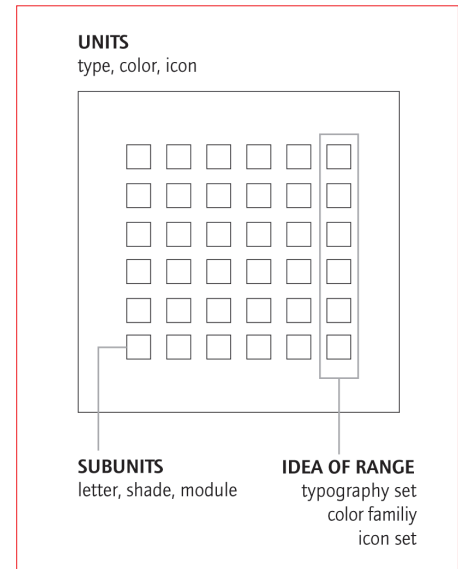 UNITS
type, color, icon
SUBUNITS
letter, shade, module
IDEA OF RANGE
typography set
color familiy
icon set